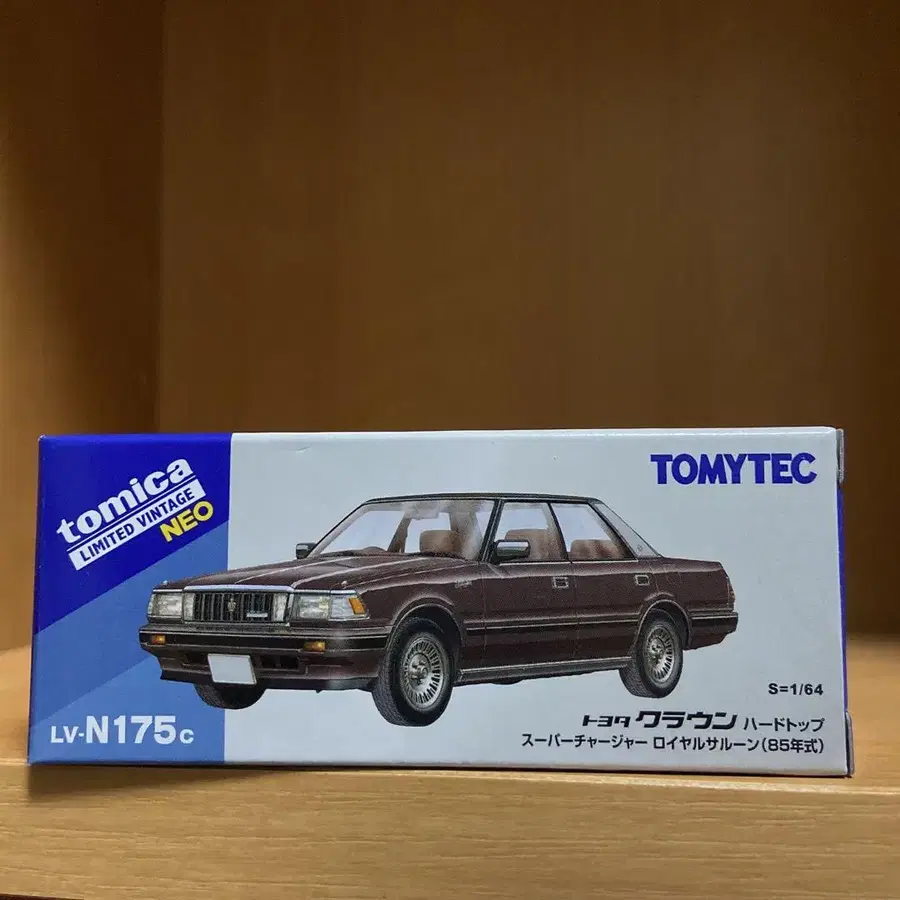 tomica
LIMITED VINTAGE
NEO
TOMYTEC
S=1/64
LV-N175c
トヨタ クラウン ハードトップ
スーパーチャージャー ロイヤルサルーン(85年式)